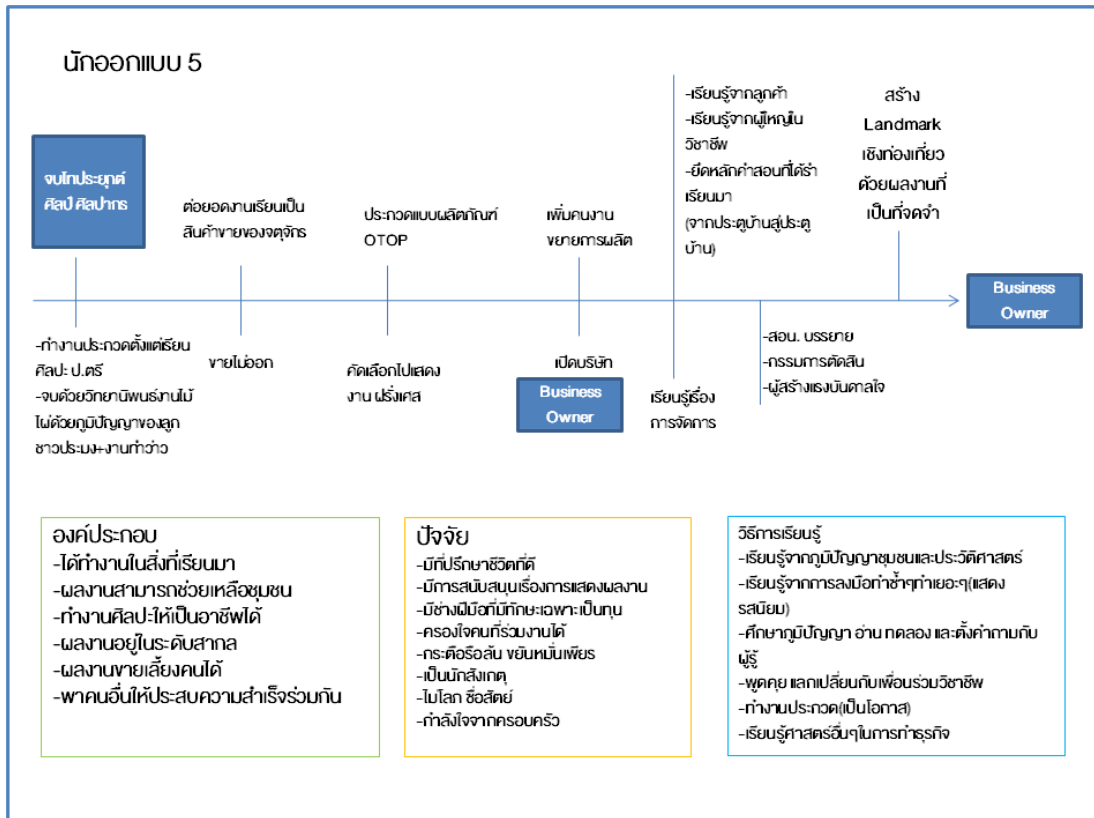 นักออกแบบ 5
จบโทประยุกต์
ศิลป์ ศิลปากร
ต่อยอดงานเรียนเป็น
สินค้าขายของจตุจักร
ประกวดแบบผลิตภัณฑ์
OTOP
เพิ่มคนงาน
ขยายการผลิต
-เรียนรู้จากลูกค้า
-เรียนรู้จากผู้ใหญ่ใน
วิชาชีพ
-ยึดหลักคำสอนที่ได้ร่ำ
เรียนมา
(จากประตูบ้านสู่ประตู
บ้าน)
สร้าง
Landmark
เชิงท่องเที่ยว
ด้วยผลงานที่
เป็นที่จดจำ
Business
Owner
-ทำงานประกวดตั้งแต่เรียน
ศิลปะ ป.ตรี
-จบด้วยวิทยานิพนธ์งานไม้
ไผ่ด้วยภูมิปัญญาของลูก
ชาวประมง+งานทำว่าว
ขายไม่ออก
คัดเลือกไปแสดง
งาน ฝรั่งเศส
เปิดบริษัท
Business
Owner
เรียนรู้เรื่อง
การจัดการ
-สอน. บรรยาย
-กรรมการตัดสิน
-ผู้สร้างแรงบันดาลใจ
องค์ประกอบ
-ได้ทำงานในสิ่งที่เรียนมา
-ผลงานสามารถช่วยเหลือชุมชน
-ทำงานศิลปะให้เป็นอาชีพได้
-ผลงานอยู่ในระดับสากล
-ผลงานขายเลี้ยงคนได้
-พาคนอื่นให้ประสบความสำเร็จร่วมกัน
ปัจจัย
-มีที่ปรึกษาชีวิตที่ดี
-มีการสนับสนุนเรื่องการแสดงผลงาน
-มีช่างฝีมือที่มีทักษะเฉพาะเป็นทุน
-ครองใจคนที่ร่วมงานได้
-กระตือรือล้น ขยันหมั่นเพียร
-เป็นนักสังเกตุ
-ไม่โลภ ซื่อสัตย์
-กำลังใจจากครอบครัว
วิธีการเรียนรู้
-เรียนรู้จากภูมิปัญญาชุมชนและประวัติศาสตร์
-เรียนรู้จากการลงมือทำซ้ำๆทำเยอะๆ(แสดง
รสนิยม)
-ศึกษาภูมิปัญญา อ่าน ทดลอง และตั้งคำถามกับ
ผู้รู้
-พูดคุย แลกเปลี่ยนกับเพื่อนร่วมวิชาชีพ
-ทำงานประกวด(เป็นโอกาส)
-เรียนรู้ศาสตร์อื่นๆในการทำธุรกิจ